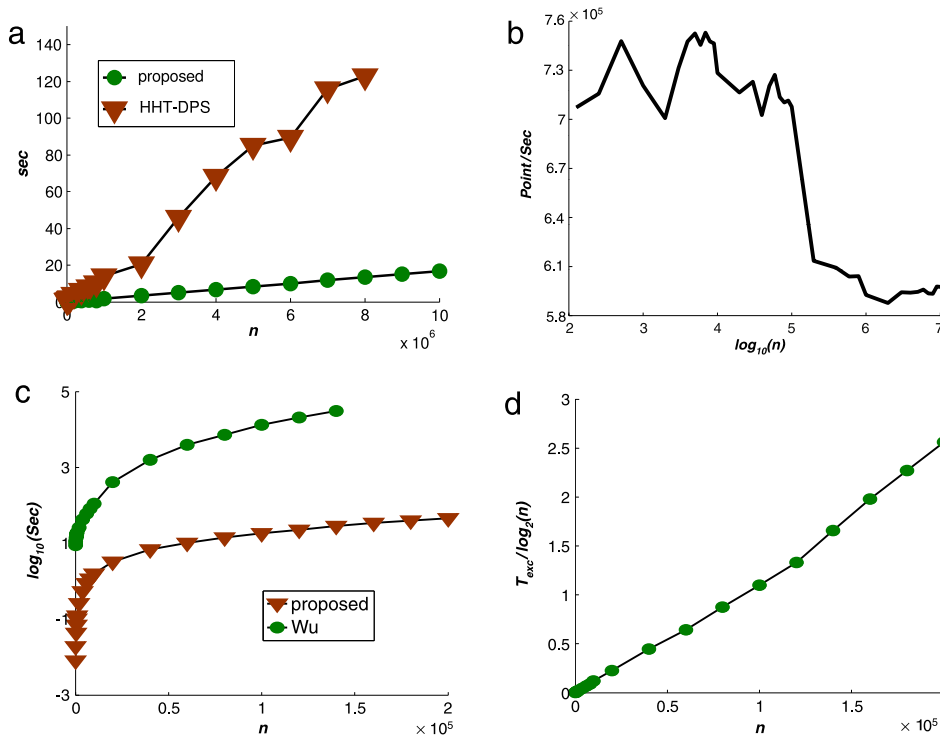 a
140
120
100
80
60
40
20
sec
proposed
HHT-DPS
0 2 4 6 8 10
n
× 10^6
b
× 10^5
7.6
7.3
7
6.7
6.4
6.1
5.8
Point/Sec
2 3 4 5 6 7
log10(n)
c
5
3
1
-1
-3
log10(Sec)
proposed
Wu
0 0.5 1 1.5 2
n
× 10^5
d
3
2.5
2
1.5
1
0.5
0
T_exc/log2(n)
0 0.5 1 1.5 2
n
× 10^5